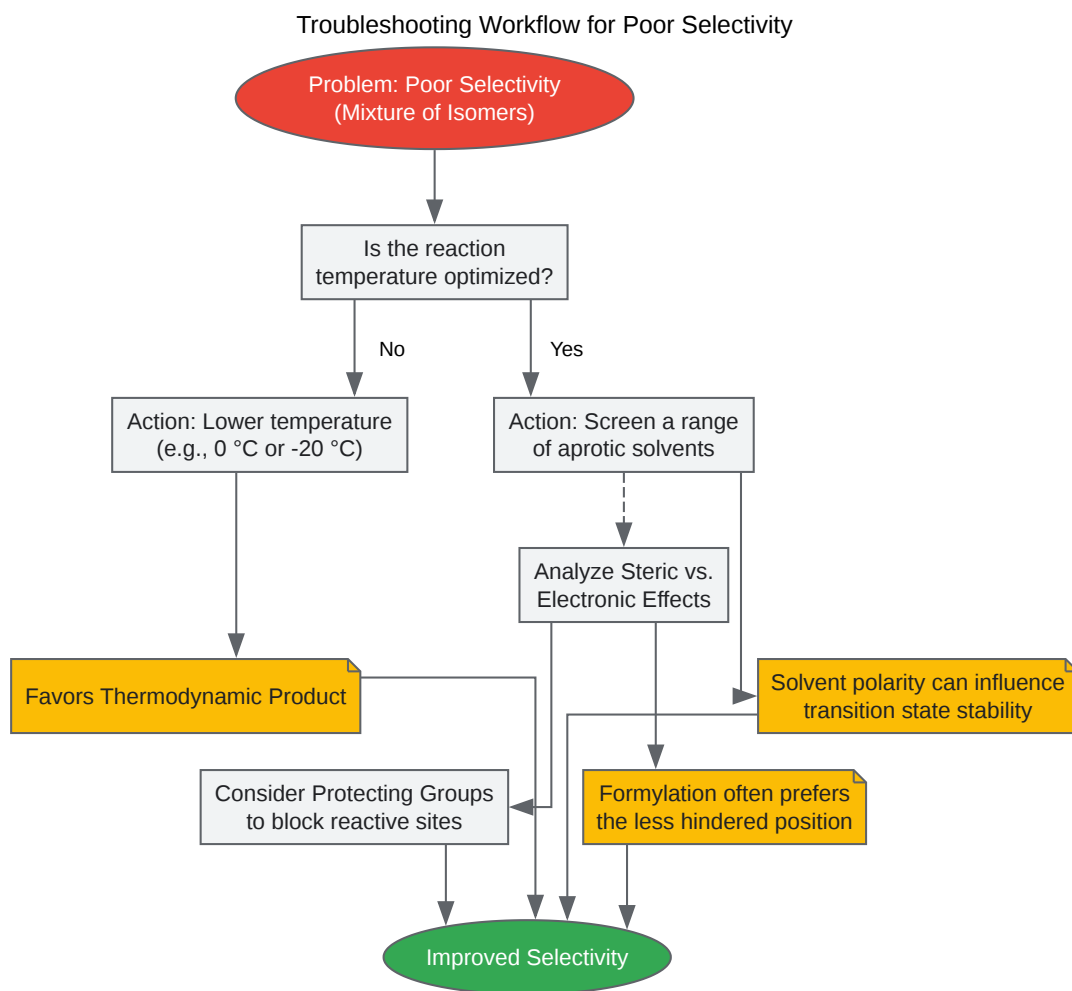 Troubleshooting Workflow for Poor Selectivity
Problem: Poor Selectivity
(Mixture of Isomers)
Is the reaction
temperature optimized?
No
Yes
Action: Lower temperature
(e.g., 0 °C or -20 °C)
Action: Screen a range
of aprotic solvents
Analyze Steric vs.
Electronic Effects
Favors Thermodynamic Product
Solvent polarity can influence
transition state stability
Consider Protecting Groups
to block reactive sites
Formylation often prefers
the less hindered position
Improved Selectivity